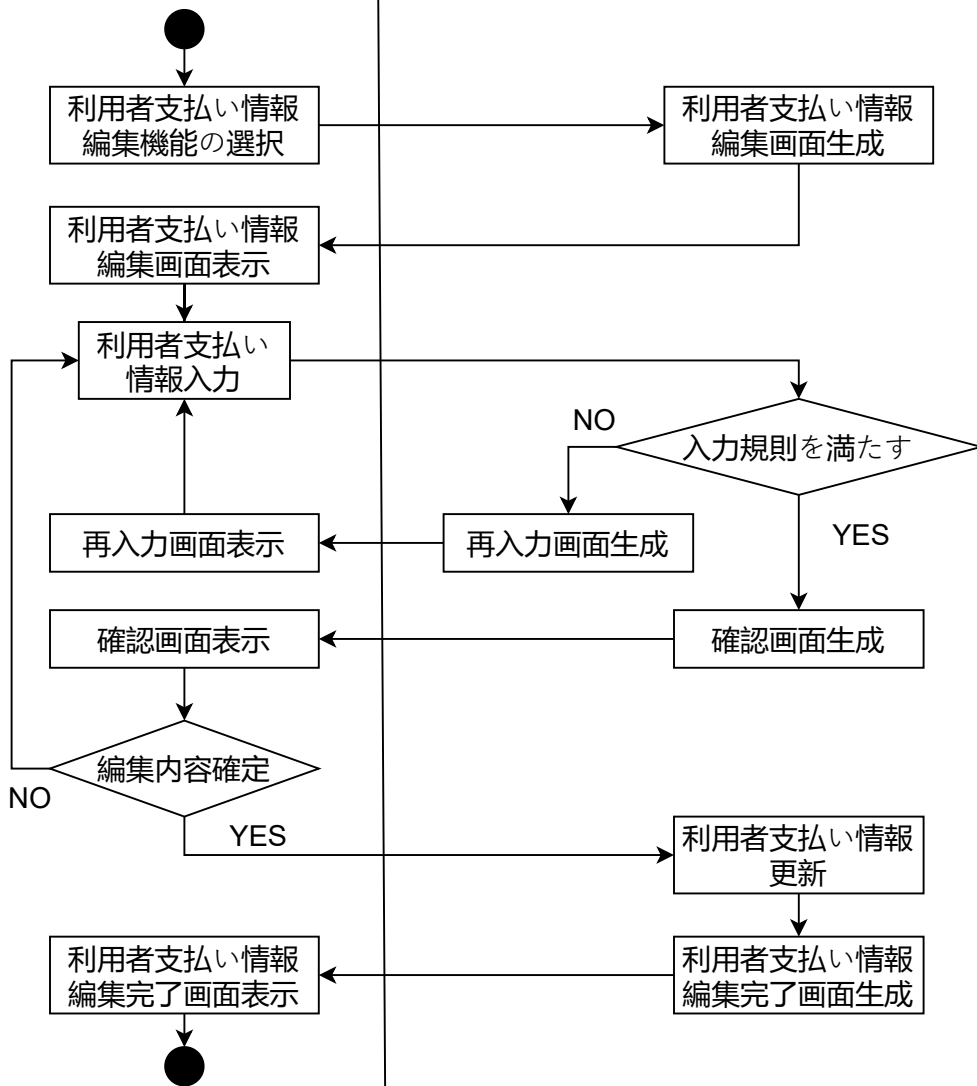 利用者支払い情報
編集機能の選択
利用者支払い情報
編集画面生成
利用者支払い情報
編集画面表示
利用者支払い
情報入力
NO
入力規則を満たす
再入力画面表示
再入力画面生成
YES
確認画面表示
確認画面生成
編集内容確定
NO
YES
利用者支払い情報
更新
利用者支払い情報
編集完了画面表示
利用者支払い情報
編集完了画面生成